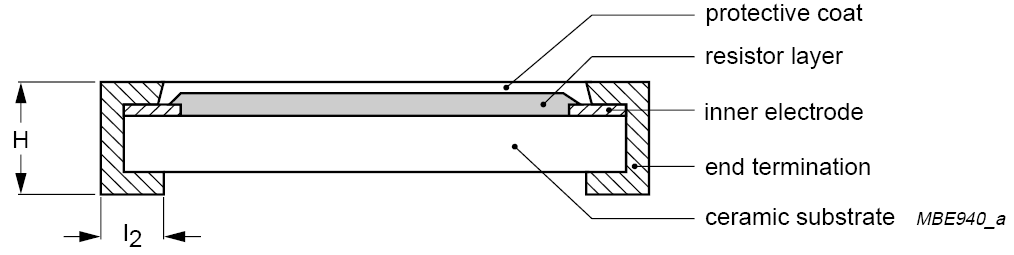 protective coat
resistor layer
inner electrode
end termination
ceramic substrate MBE940_a
H
l2